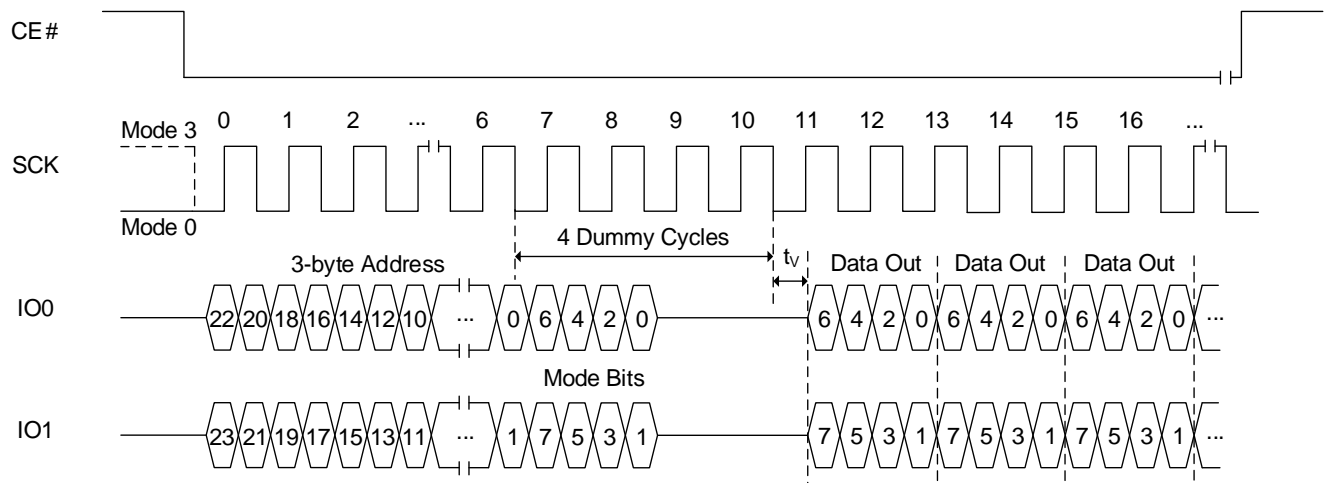 CE#
0 1 2 ... 6 7 8 9 10 11 12 13 14 15 16 ...
Mode 3
SCK
Mode 0
4 Dummy Cycles
3-byte Address
tV
Data Out Data Out Data Out
IO0
22 20 18 16 14 12 10 ... 0 6 4 2 0 6 4 2 0 6 4 2 0 6 4 2 0 ...
Mode Bits
IO1
23 21 19 17 15 13 11 ... 1 7 5 3 1 7 5 3 1 7 5 3 1 7 5 3 1 ...